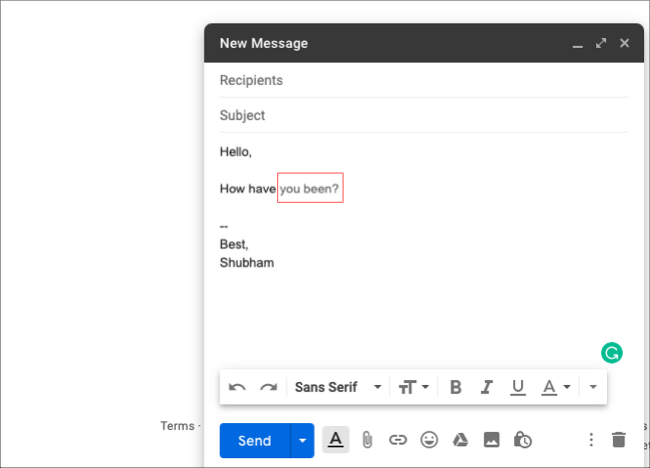 New Message
Recipients
Subject
Hello,
How have you been?
--
Best,
Shubham
Sans Serif
Terms ·
Send